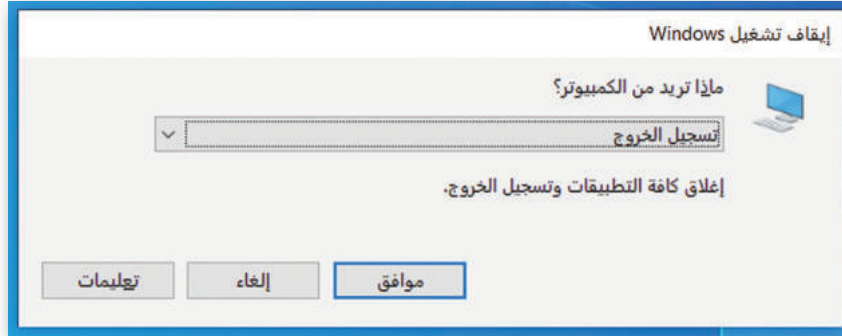 إيقاف تشغيل Windows
ماذا تريد من الكمبيوتر؟
تسجيل الخروج
إغلاق كافة التطبيقات وتسجيل الخروج.
موافق
إلغاء
تعليمات